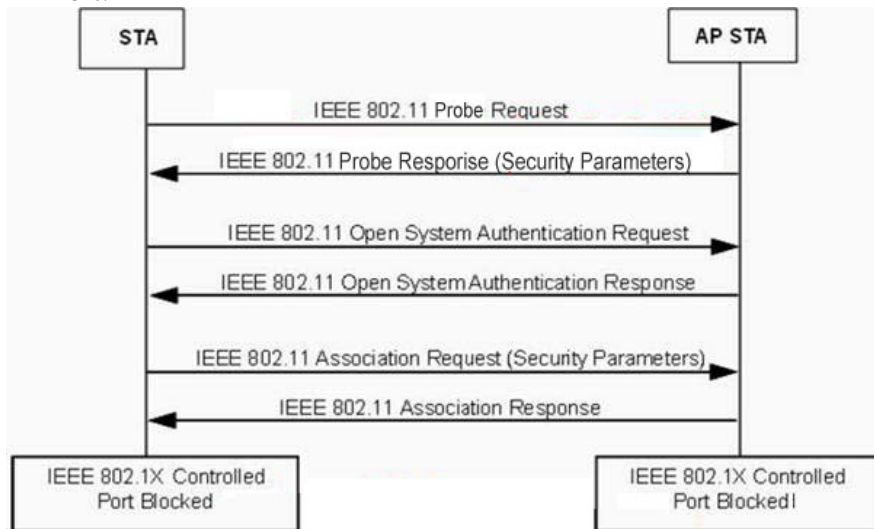 STA
AP STA
IEEE 802.11 Probe Request
IEEE 802.11 Probe Resporise (Security Parameters)
IEEE 802.11 Open System Authentication Request
IEEE 802.11 Open System Authentication Response
IEEE 802.11 Association Request (Security Parameters)
IEEE 802.11 Association Response
IEEE 802.1X Controlled
Port Blocked
IEEE 802.1X Controlled
Port Blocked I